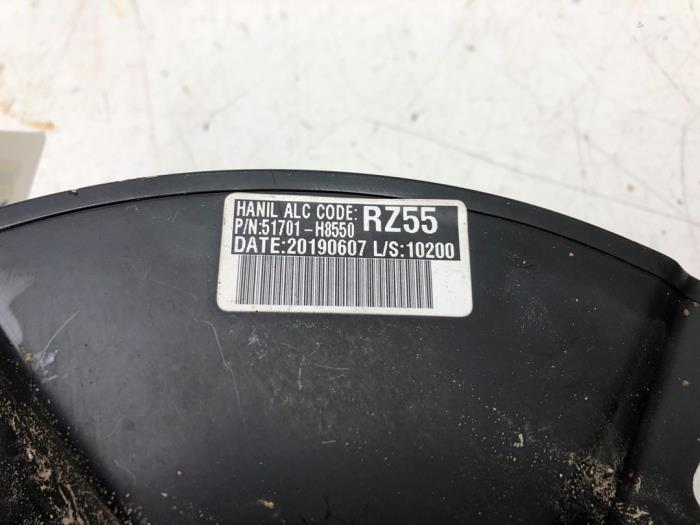 HANIL ALC CODE: RZ55
P/N:51701-H8550
DATE:20190607 L/S:10200